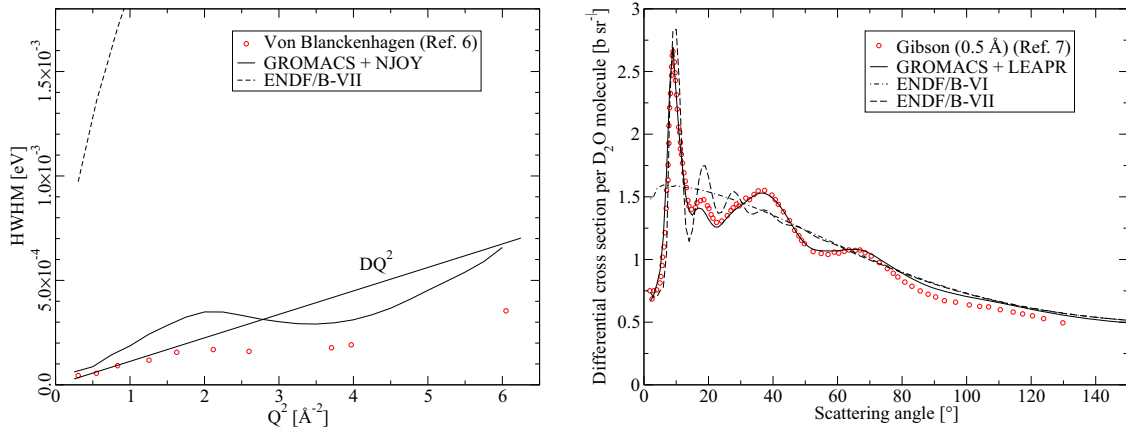 Von Blanckenhagen (Ref. 6)
GROMACS + NJOY
ENDF/B-VII
HWHM [eV]
1.5×10⁻³
1.0×10⁻³
5.0×10⁻⁴
0.0
DQ²
0 1 2 3 4 5 6
Q² [Å⁻²]
Gibson (0.5 Å) (Ref. 7)
GROMACS + LEAPR
ENDF/B-VI
ENDF/B-VII
Differential cross section per D₂O molecule [b sr⁻¹]
3
2.5
2
1.5
1
0.5
0
0 20 40 60 80 100 120 140
Scattering angle [°]